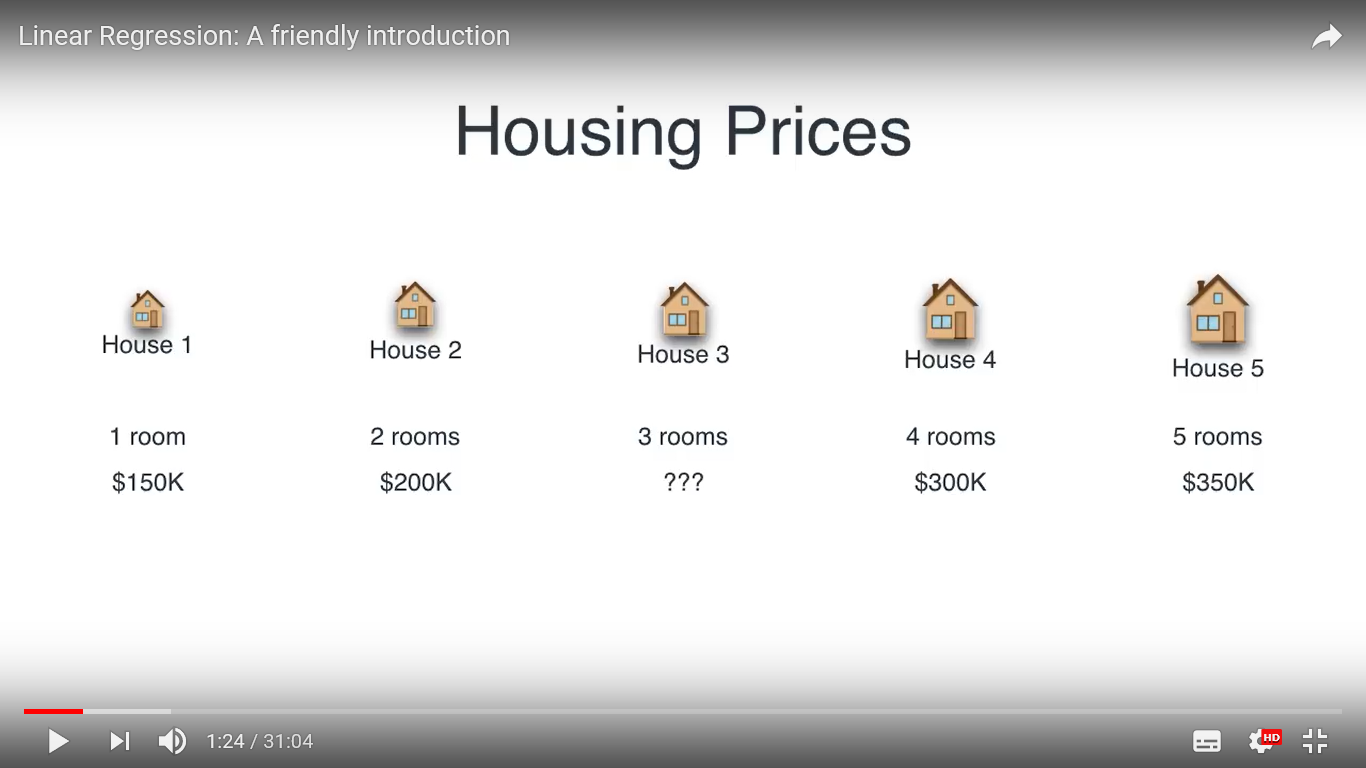 Linear Regression: A friendly introduction
Housing Prices
House 1
House 2
House 3
House 4
House 5
1 room
2 rooms
3 rooms
4 rooms
5 rooms
$150K
$200K
???
$300K
$350K
1:24 / 31:04
HD